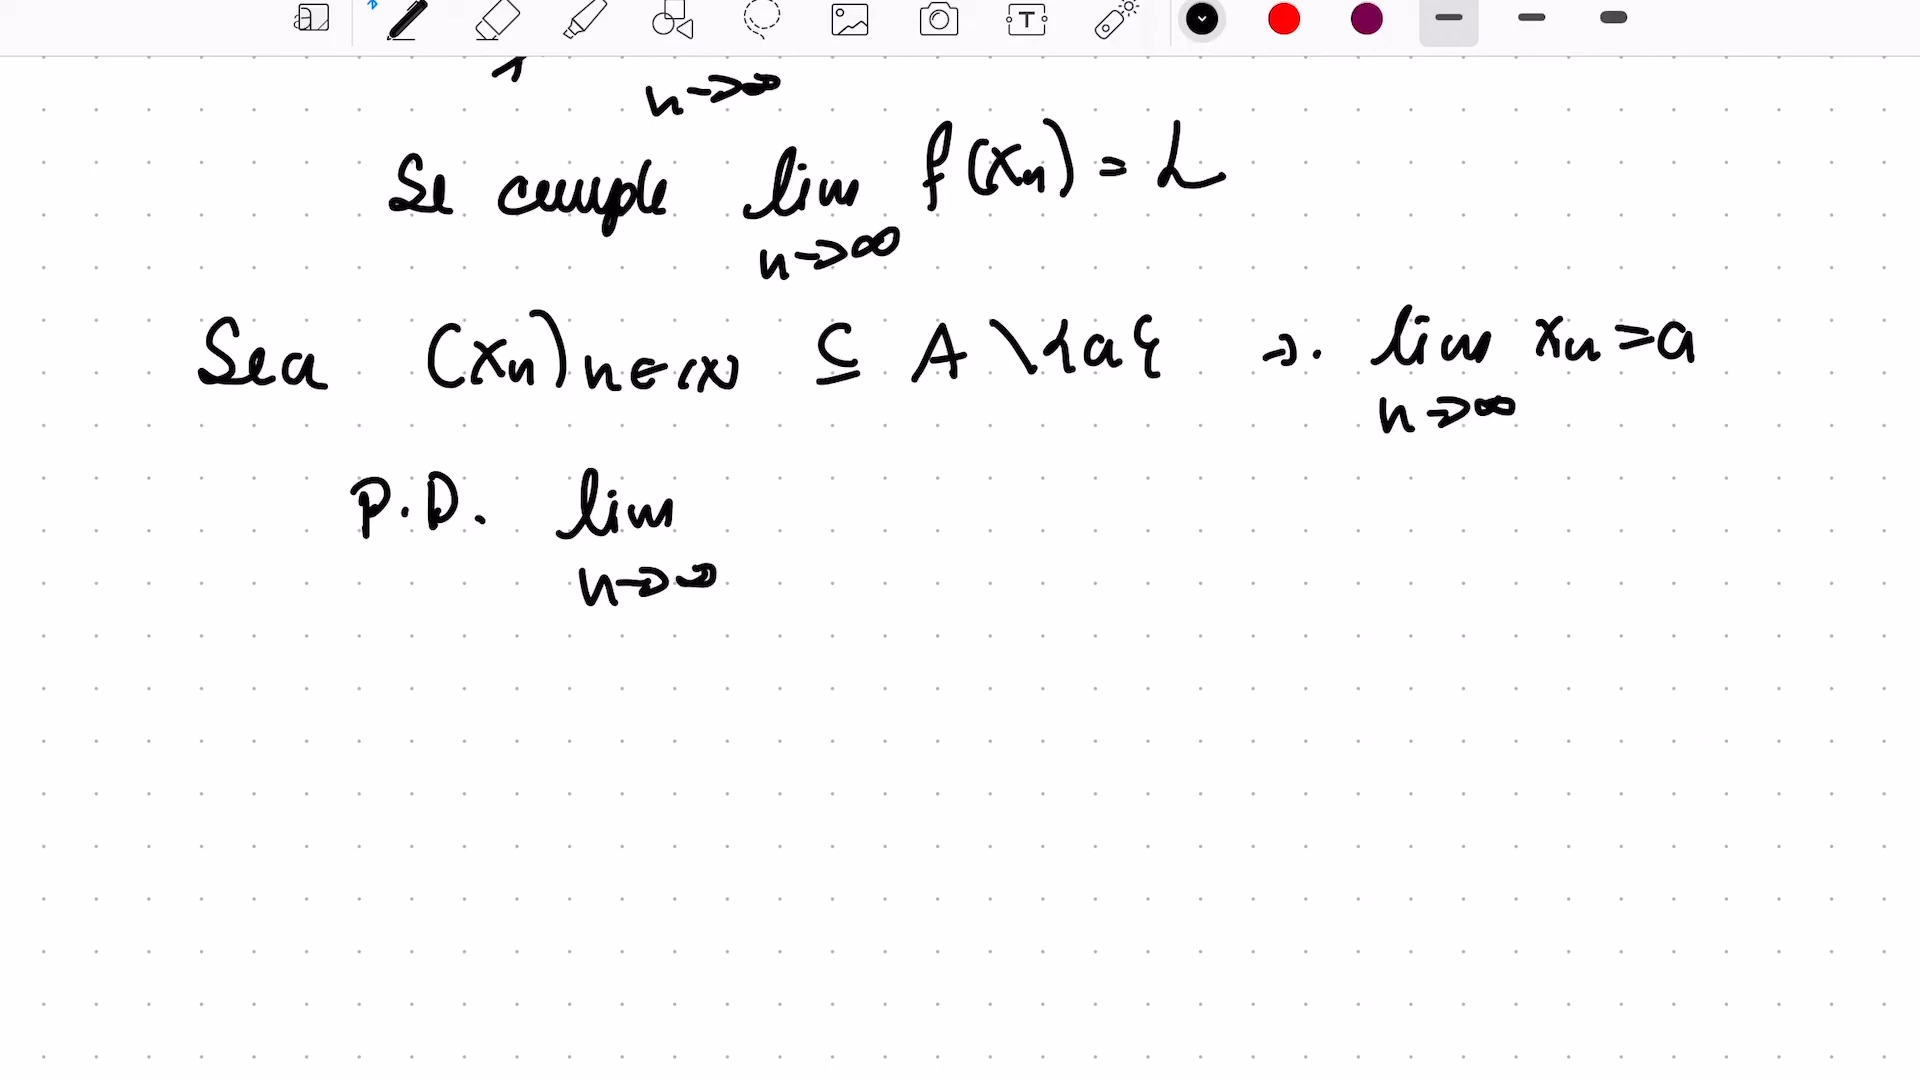 n→∞
Se cumple lim f(xn) = L
n→∞
Sea (xn)n∈ℕ ⊆ A \ {a} ∋. lim xn = a
n→∞
P.D. lim
n→∞